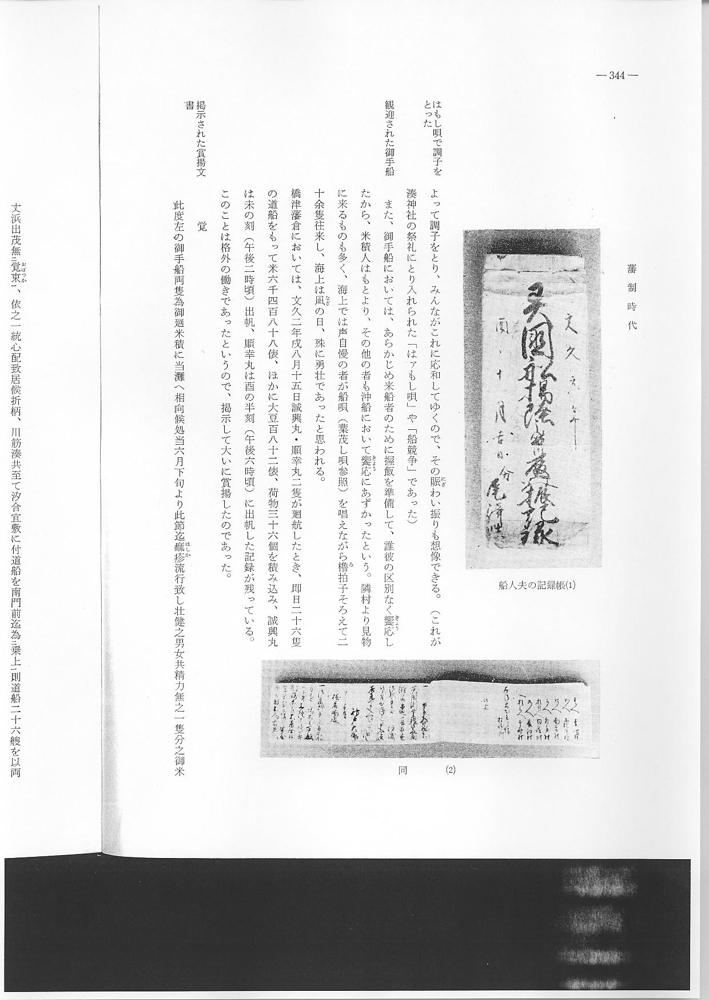 ― 344 ―
藩制時代
船人夫の記録帳(1)
同 (2)
はもし唄で調子を
とった
よって調子をとり、みんながこれに応和してゆくので、その賑わい振りも想像できる。（これが
湊神社の祭礼にとり入れられた「はァもし唄」や「船競争」であった）
観迎された御手船
また、御手船においては、あらかじめ来船者のために握飯を準備して、誰彼の区別なく饗応し
たから、米積人はもとより、その他の者も沖船において饗応にあずかったという。隣村より見物
に来るものも多く、海上では声自慢の者が船唄（葉茂し唄参照）を唱えながら櫓拍子そろえて二
十余隻往来し、海上は凪の日、殊に勇壮であったと思われる。
橋津藩倉においては、文久二年戌八月十五日誠興丸・順幸丸二隻が廻航したとき、即日二十六隻
の道船をもって米六千四百八十八俵、ほかに大豆百八十二俵、荷物三十六個を積み込み、誠興丸
は未の刻（午後二時頃）出帆、順幸丸は酉の半刻（午後六時頃）に出帆した記録が残っている。
このことは格外の働きであったというので、掲示して大いに賞揚したのであった。
掲示された賞揚文
書
覚
此度左の御手船両隻為御廻米積に当灘へ相向候処当六月下旬より此節迄痲疹流行致し壮健之男女共精力無之一隻分之御米
丈浜出茂無ニ覚束一、依之一統心配致居候折柄、川筋湊共至て汐合宜敷に付道船を南門前迄為ニ乗上一則道船二十六艘を以両